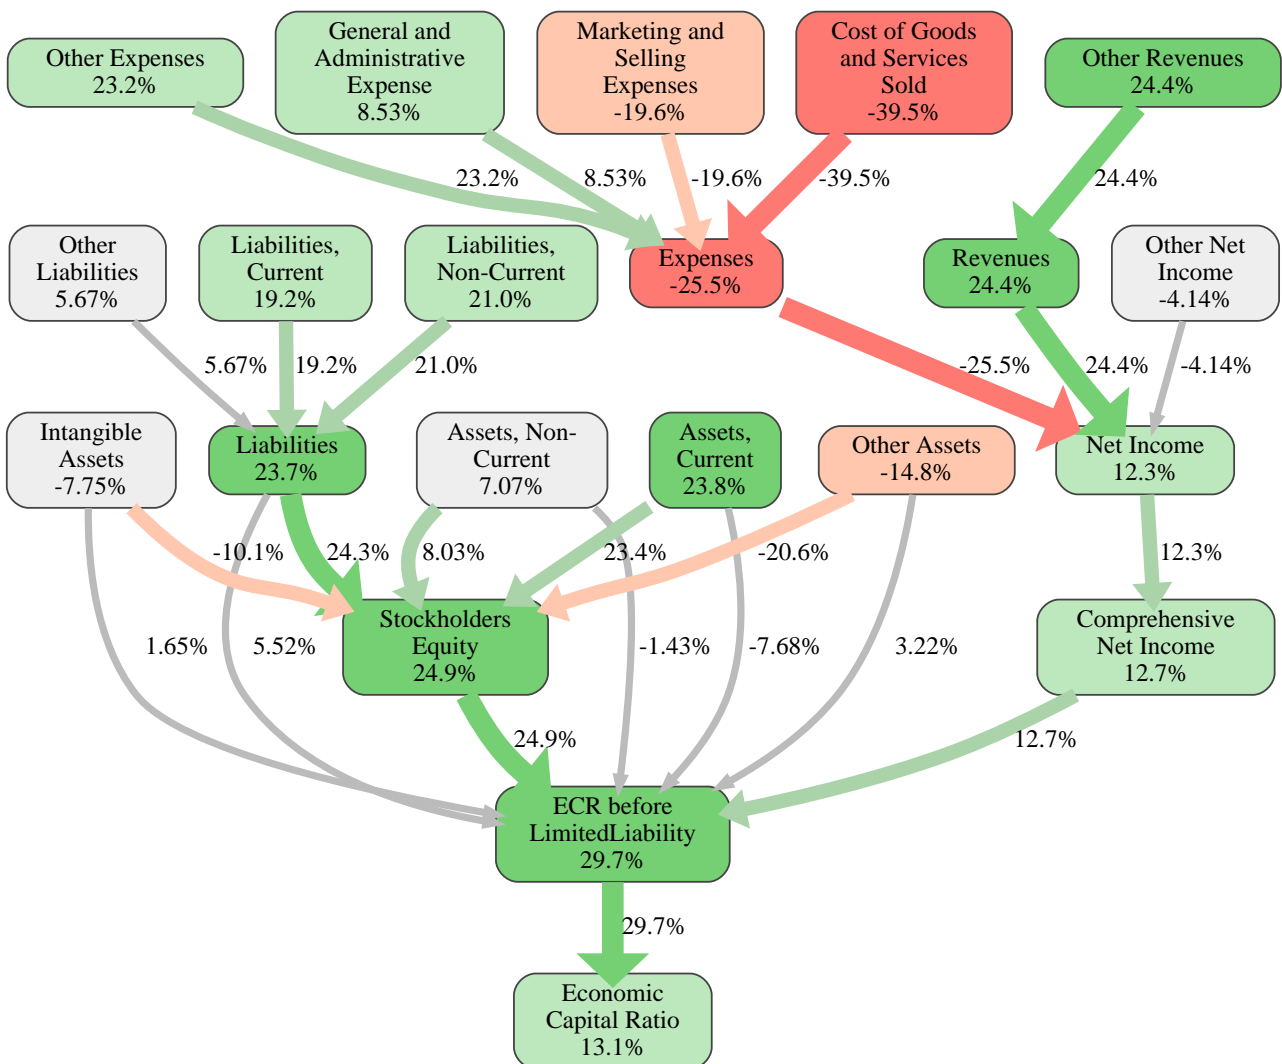 Other Expenses
23.2%
General and
Administrative
Expense
8.53%
Marketing and
Selling
Expenses
-19.6%
Cost of Goods
and Services
Sold
-39.5%
Other Revenues
24.4%
23.2%
8.53%
-19.6%
-39.5%
24.4%
Other
Liabilities
5.67%
Liabilities,
Current
19.2%
Liabilities,
Non-Current
21.0%
Expenses
-25.5%
Revenues
24.4%
Other Net
Income
-4.14%
5.67%
19.2%
21.0%
-25.5%
24.4%
-4.14%
Intangible
Assets
-7.75%
Liabilities
23.7%
Assets, Non-
Current
7.07%
Assets,
Current
23.8%
Other Assets
-14.8%
Net Income
12.3%
-10.1%
24.3%
8.03%
23.4%
-20.6%
12.3%
Stockholders
Equity
24.9%
Comprehensive
Net Income
12.7%
1.65%
5.52%
-1.43%
-7.68%
3.22%
24.9%
12.7%
ECR before
LimitedLiability
29.7%
29.7%
Economic
Capital Ratio
13.1%